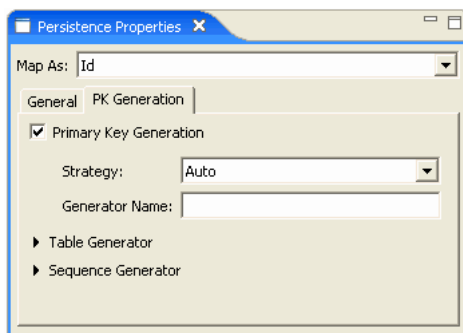 Persistence Properties
Map As: Id
General PK Generation
Primary Key Generation
Strategy: Auto
Generator Name:
Table Generator
Sequence Generator